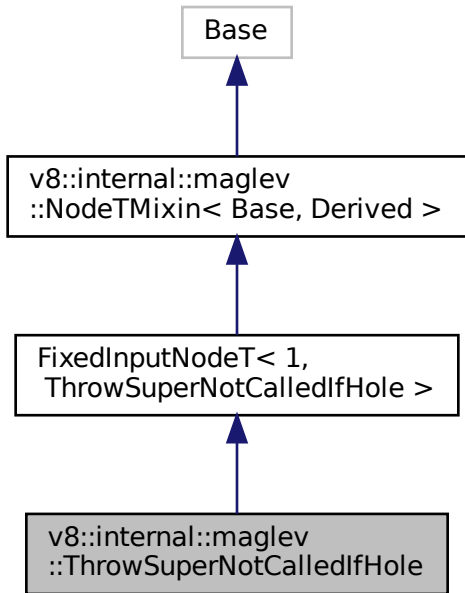 Base
v8::internal::maglev
::NodeTMixin< Base, Derived >
FixedInputNodeT< 1,
 ThrowSuperNotCalledIfHole >
v8::internal::maglev
::ThrowSuperNotCalledIfHole